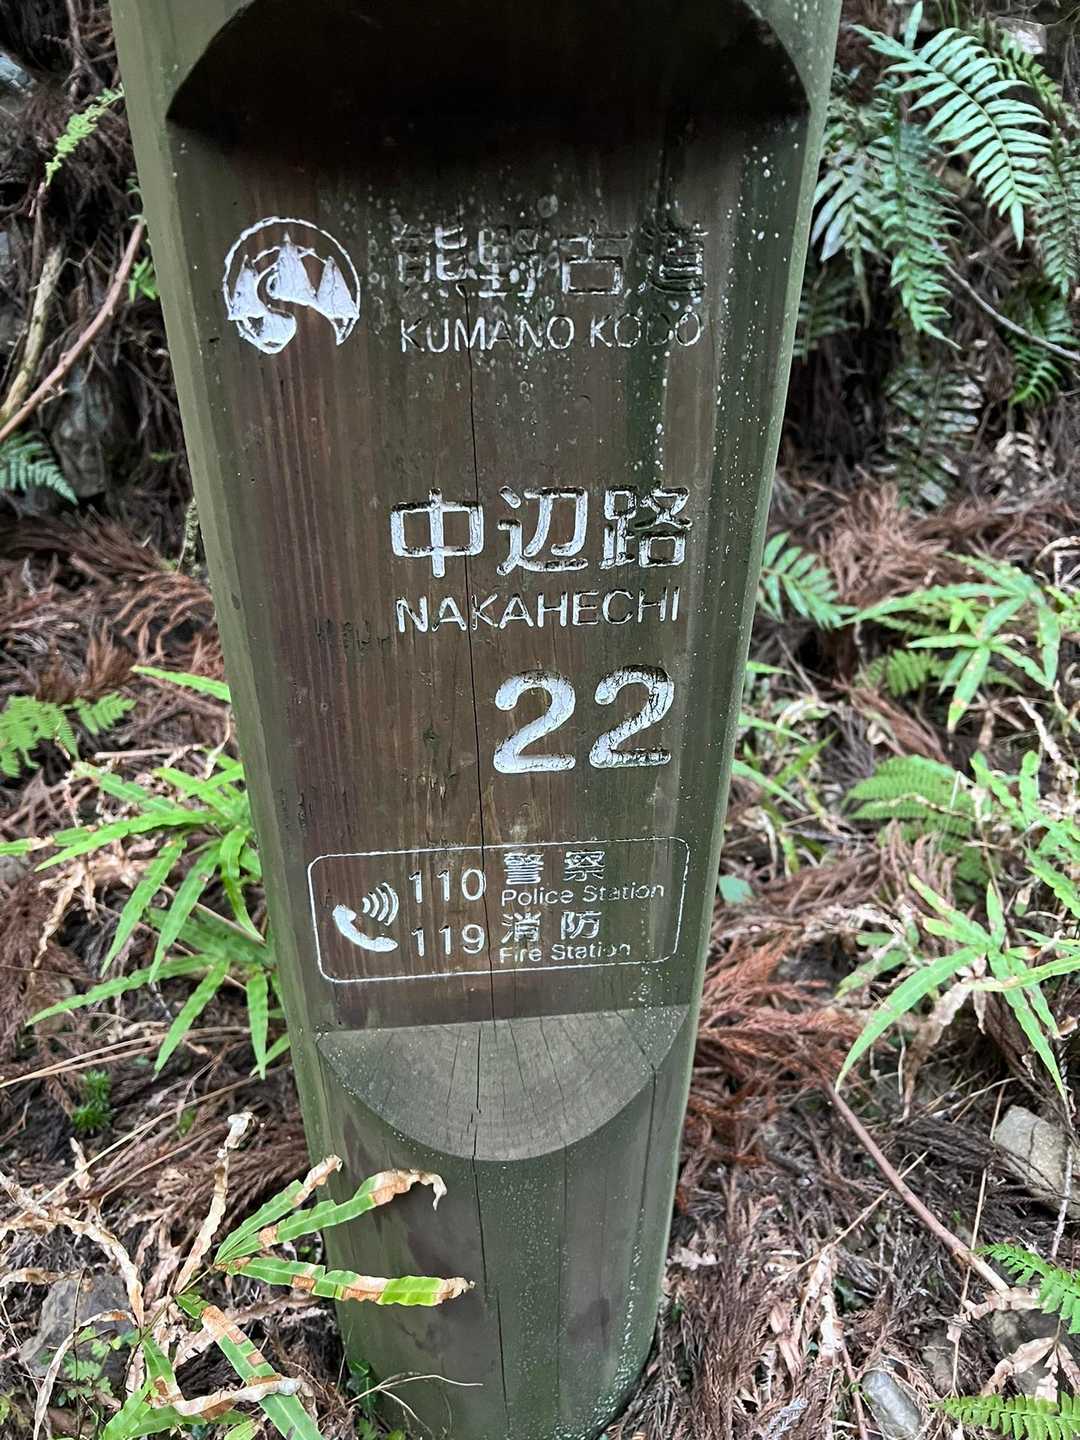 熊野古道
KUMANO KODO
中辺路
NAKAHECHI
22
110 警察
Police Station
119 消防
Fire Station